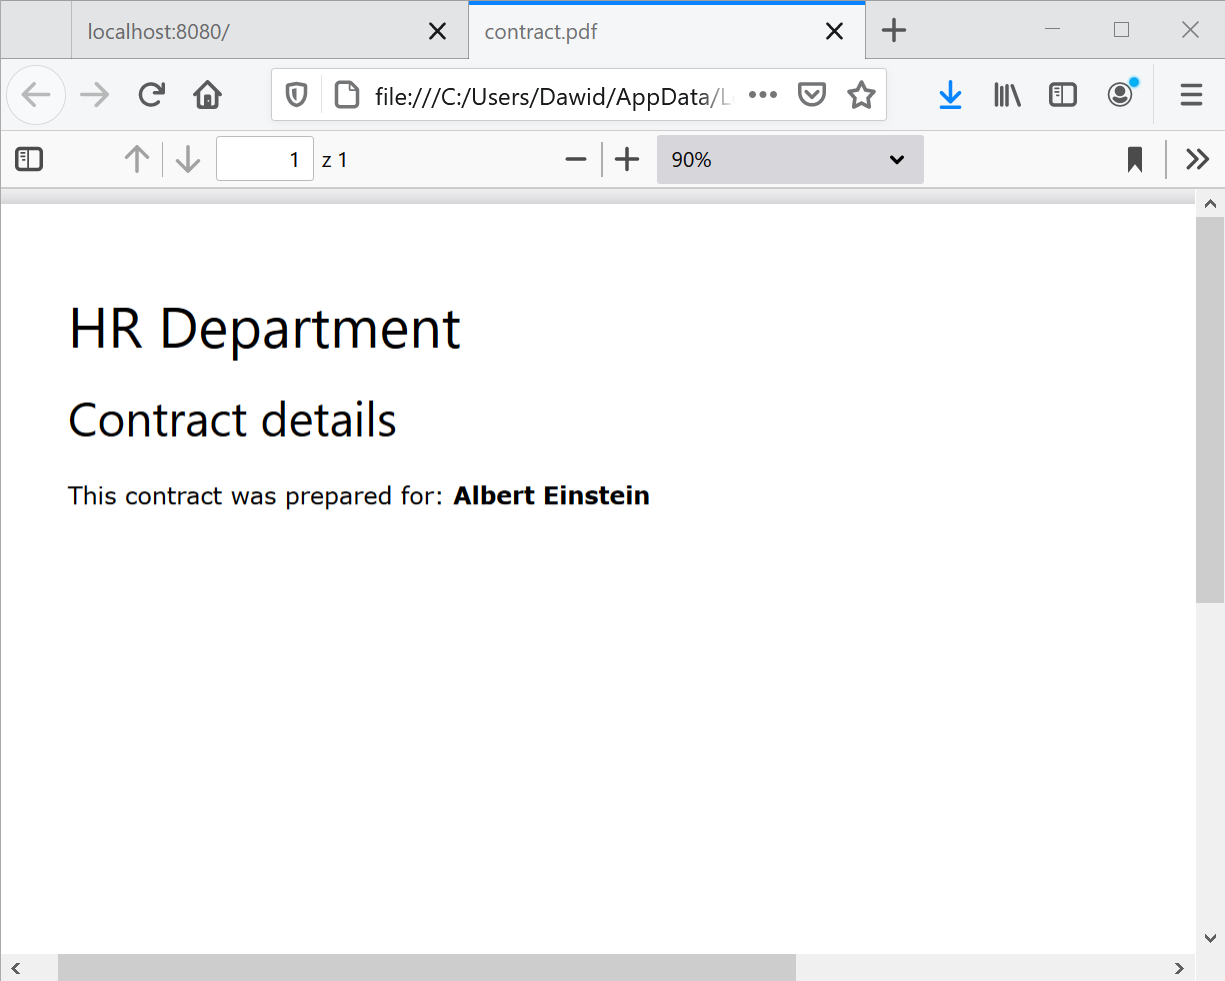 localhost:8080/
contract.pdf
file:///C:/Users/Dawid/AppData/L
1 z 1
90%
HR Department
Contract details
This contract was prepared for: Albert Einstein